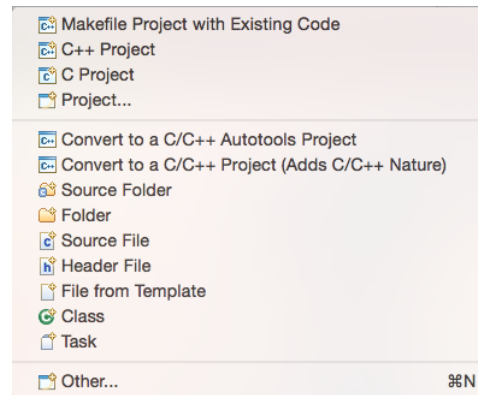 Makefile Project with Existing Code
C++ Project
C Project
Project...
Convert to a C/C++ Autotools Project
Convert to a C/C++ Project (Adds C/C++ Nature)
Source Folder
Folder
Source File
Header File
File from Template
Class
Task
Other... ⌘N